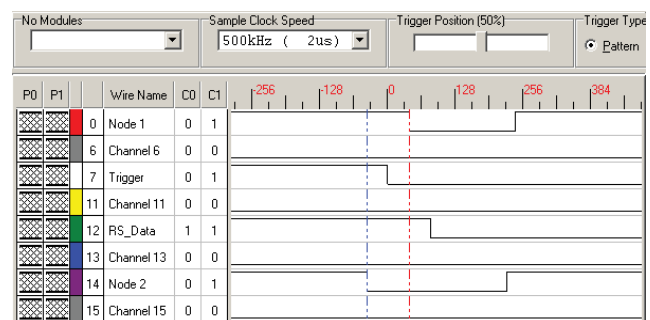 No Modules
Sample Clock Speed
Trigger Position (50%)
Trigger Type
500kHz ( 2us)
Pattern
P0 P1 Wire Name C0 C1 -256 -128 0 128 256 384
0 Node 1 0 1
6 Channel 6 0 0
7 Trigger 0 1
11 Channel 11 0 0
12 RS_Data 1 1
13 Channel 13 0 0
14 Node 2 0 1
15 Channel 15 0 0